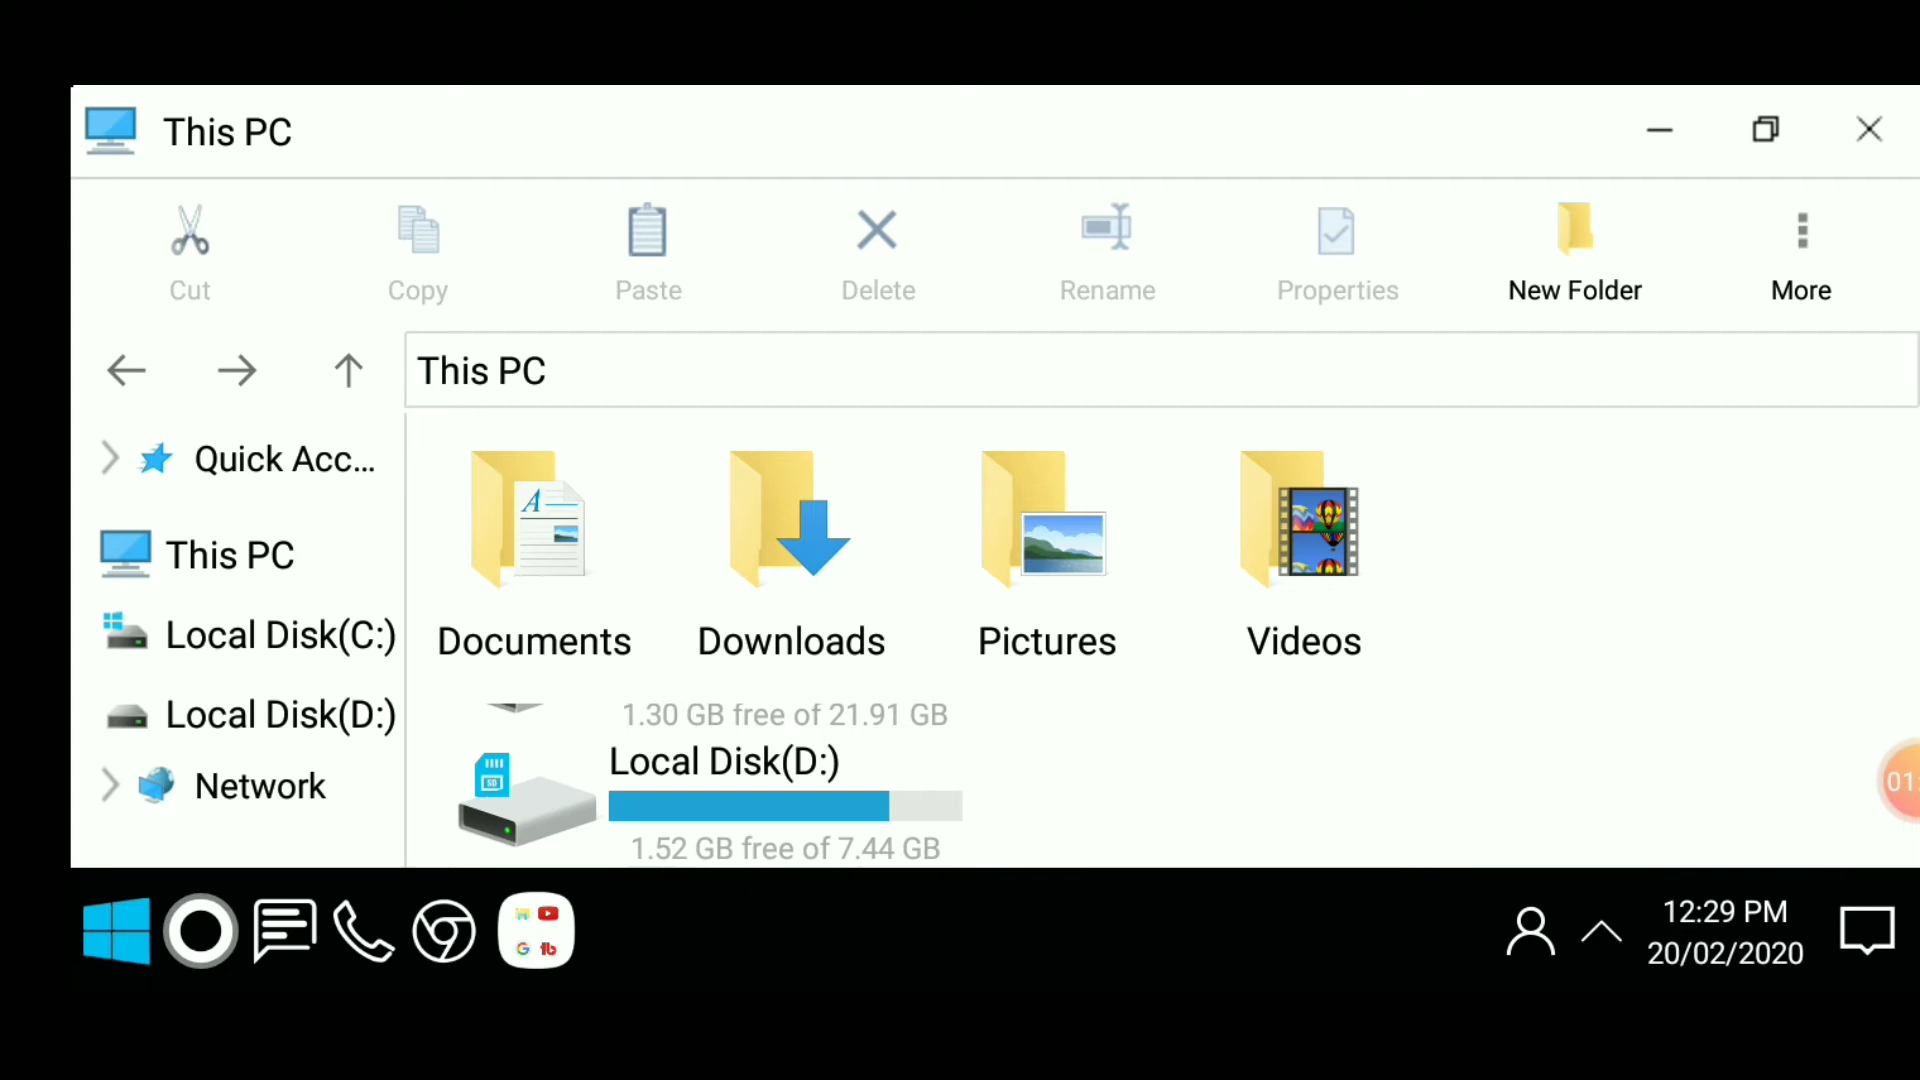 This PC
Cut
Copy
Paste
Delete
Rename
Properties
New Folder
More
This PC
Quick Acc...
This PC
Local Disk(C:)
Local Disk(D:)
Network
Documents
Downloads
Pictures
Videos
1.30 GB free of 21.91 GB
Local Disk(D:)
1.52 GB free of 7.44 GB
01:
12:29 PM
20/02/2020